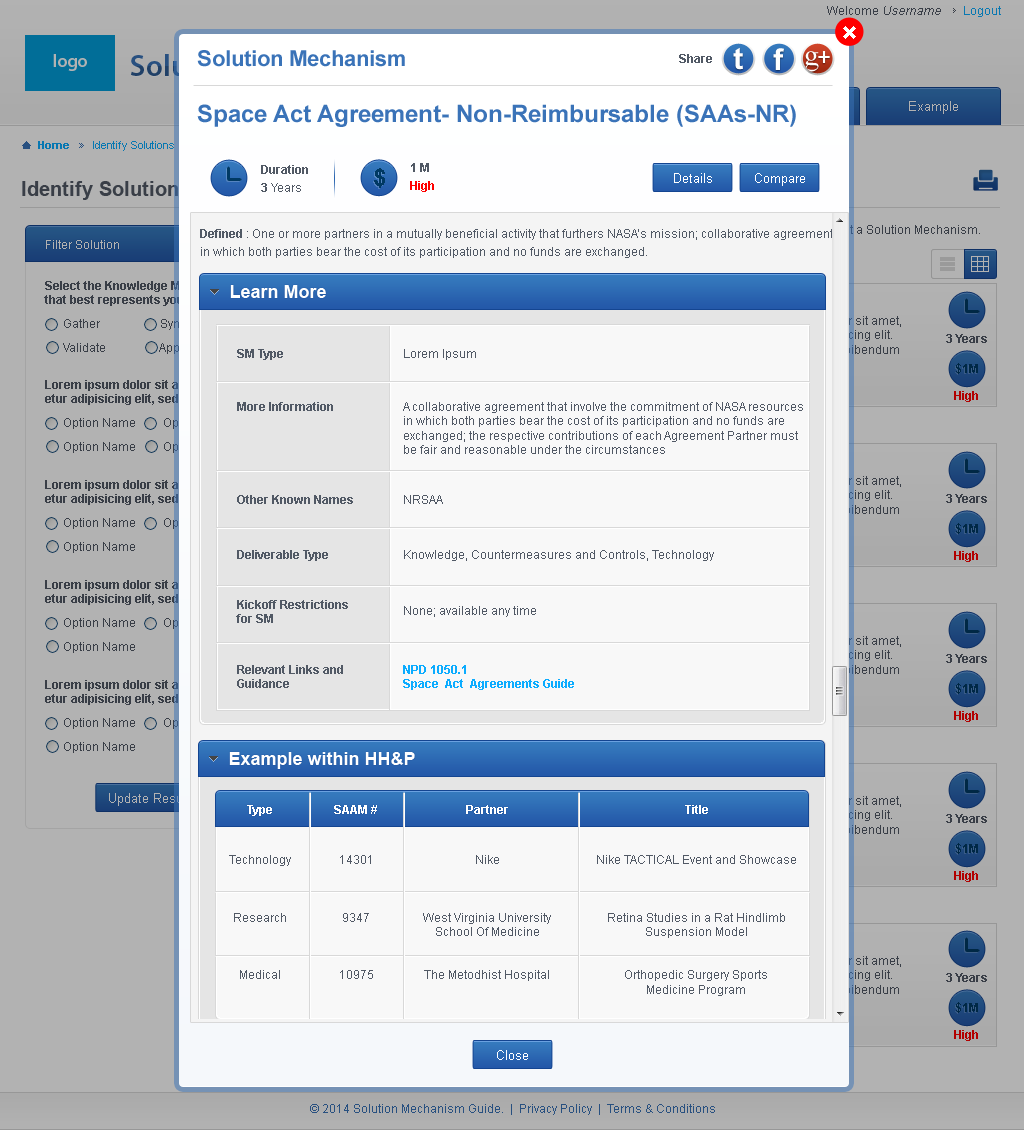 Welcome Username › Logout
logo
Solu
Example
Home » Identify Solutions
Identify Solution
Filter Solution
Select the Knowledge M
that best represents you
Gather Syn
Validate App
Lorem ipsum dolor sit a
etur adipisicing elit, sed
Option Name Op
Option Name Op
Lorem ipsum dolor sit a
etur adipisicing elit, sed
Option Name Op
Option Name
Lorem ipsum dolor sit a
etur adipisicing elit, sed
Option Name Op
Option Name
Lorem ipsum dolor sit a
etur adipisicing elit, sed
Option Name Op
Option Name
Update Resu
Solution Mechanism
Share t f g+
Space Act Agreement- Non-Reimbursable (SAAs-NR)
Duration
3 Years
$
1 M
High
Details Compare
Defined : One or more partners in a mutually beneficial activity that furthers NASA's mission; collaborative agreement
in which both parties bear the cost of its participation and no funds are exchanged.
Learn More
SM Type Lorem Ipsum
More Information
A collaborative agreement that involve the commitment of NASA resources
in which both parties bear the cost of its participation and no funds are
exchanged; the respective contributions of each Agreement Partner must
be fair and reasonable under the circumstances
Other Known Names NRSAA
Deliverable Type Knowledge, Countermeasures and Controls, Technology
Kickoff Restrictions
for SM
None; available any time
Relevant Links and
Guidance
NPD 1050.1
Space Act Agreements Guide
Example within HH&P
Type SAAM # Partner Title
Technology 14301 Nike Nike TACTICAL Event and Showcase
Research 9347 West Virginia University
School Of Medicine
Retina Studies in a Rat Hindlimb
Suspension Model
Medical 10975 The Metodhist Hospital
Orthopedic Surgery Sports
Medicine Program
Close
t a Solution Mechanism.
r sit amet,
cing elit.
bibendum
3 Years
$1M
High
r sit amet,
cing elit.
bibendum
3 Years
$1M
High
r sit amet,
cing elit.
bibendum
3 Years
$1M
High
r sit amet,
cing elit.
bibendum
3 Years
$1M
High
r sit amet,
cing elit.
bibendum
3 Years
$1M
High
© 2014 Solution Mechanism Guide. | Privacy Policy | Terms & Conditions